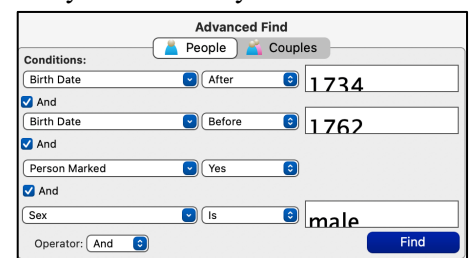 Advanced Find
People Couples
Conditions:
Birth Date After 1734
And
Birth Date Before 1762
And
Person Marked Yes
And
Sex Is male
Operator: And Find